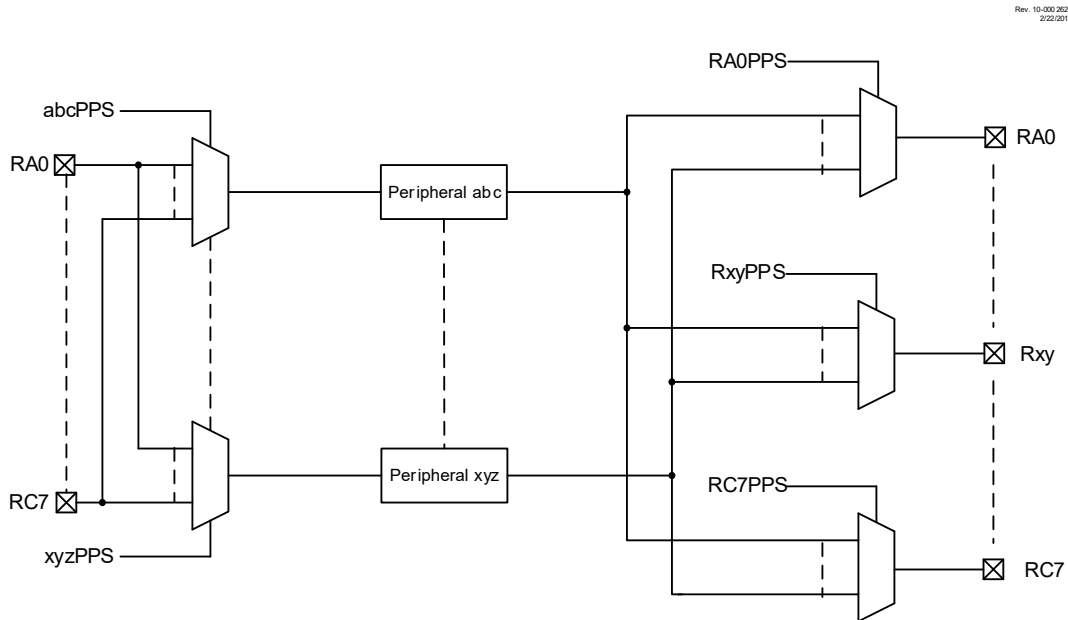 Rev. 10-000 262
2/22/201
RA0PPS
abcPPS
RA0
Peripheral abc
RA0
RxyPPS
Rxy
Peripheral xyz
RC7PPS
RC7
xyzPPS
RC7